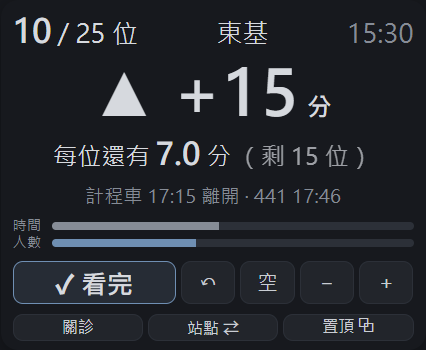 10 / 25 位 東基 15:30
▲ +15 分
每位還有 7.0 分 (剩 15 位)
計程車 17:15 離開 · 441 17:46
時間
人數
✓ 看完 ↶ 空 − +
關診 站點 ⇄ 置頂 ⧉